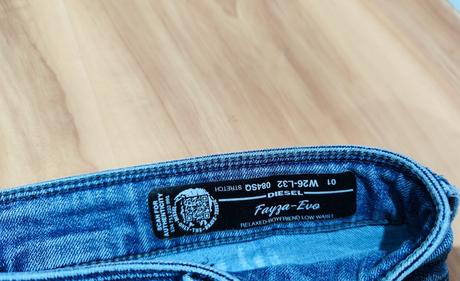 01 W26-L32 084SQ STRETCH
DIESEL
Fayza-Evo
RELAXED-BOYFRIEND LOW WAIST